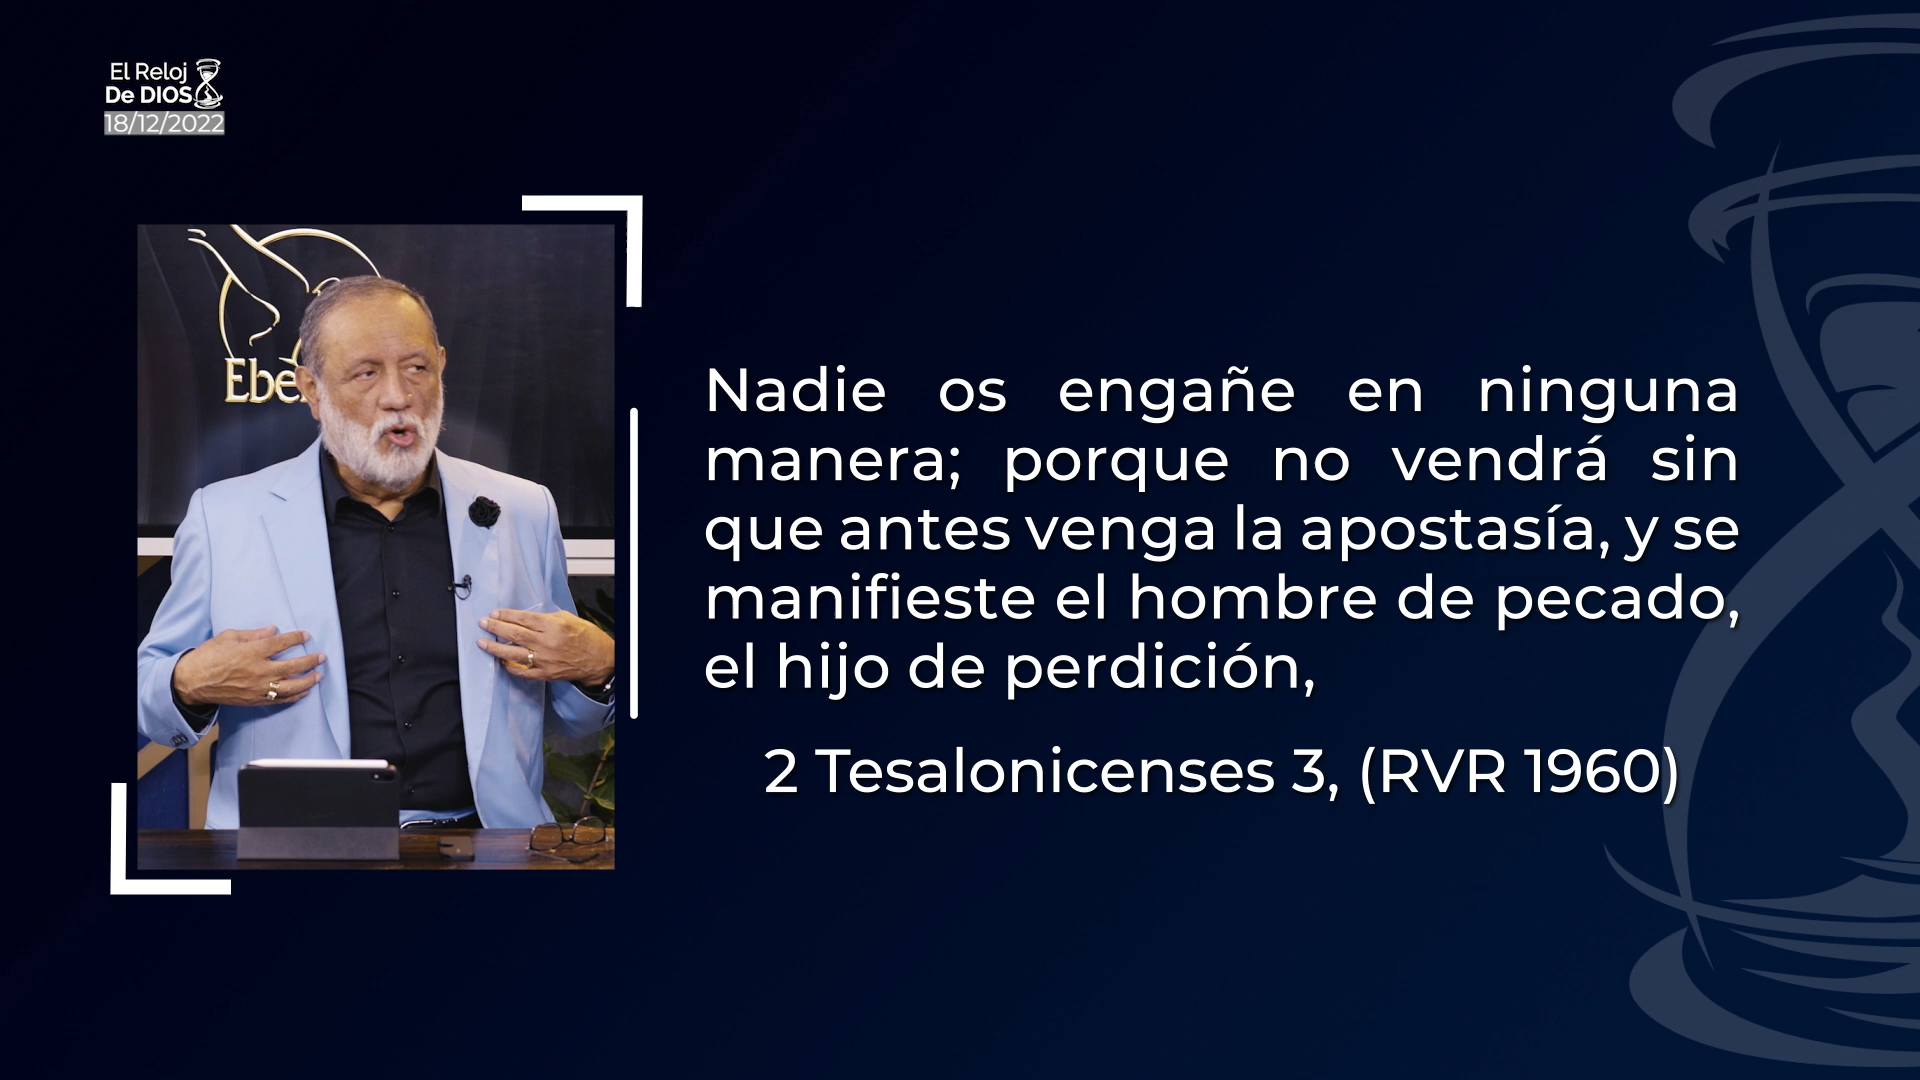 El Reloj
De DIOS
18/12/2022
Nadie os engañe en ninguna
manera; porque no vendrá sin
que antes venga la apostasía, y se
manifieste el hombre de pecado,
el hijo de perdición,
2 Tesalonicenses 3, (RVR 1960)